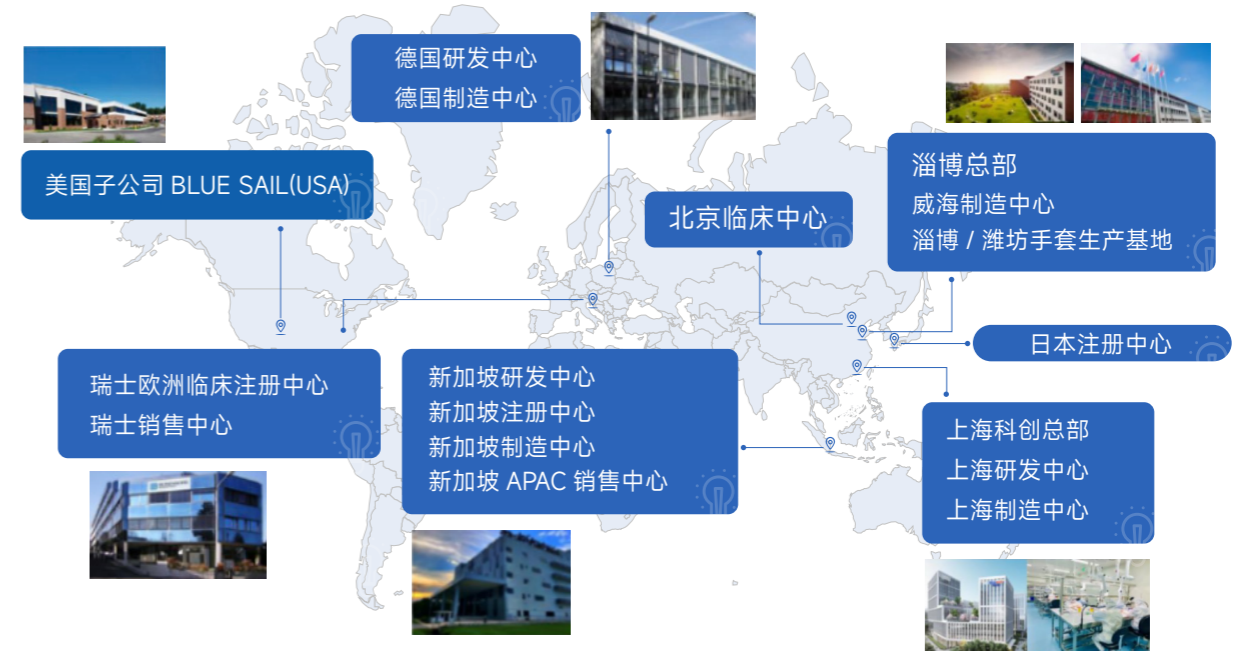 德国研发中心
德国制造中心
美国子公司 BLUE SAIL(USA)
北京临床中心
淄博总部
威海制造中心
淄博 / 潍坊手套生产基地
日本注册中心
瑞士欧洲临床注册中心
瑞士销售中心
新加坡研发中心
新加坡注册中心
新加坡制造中心
新加坡 APAC 销售中心
上海科创总部
上海研发中心
上海制造中心